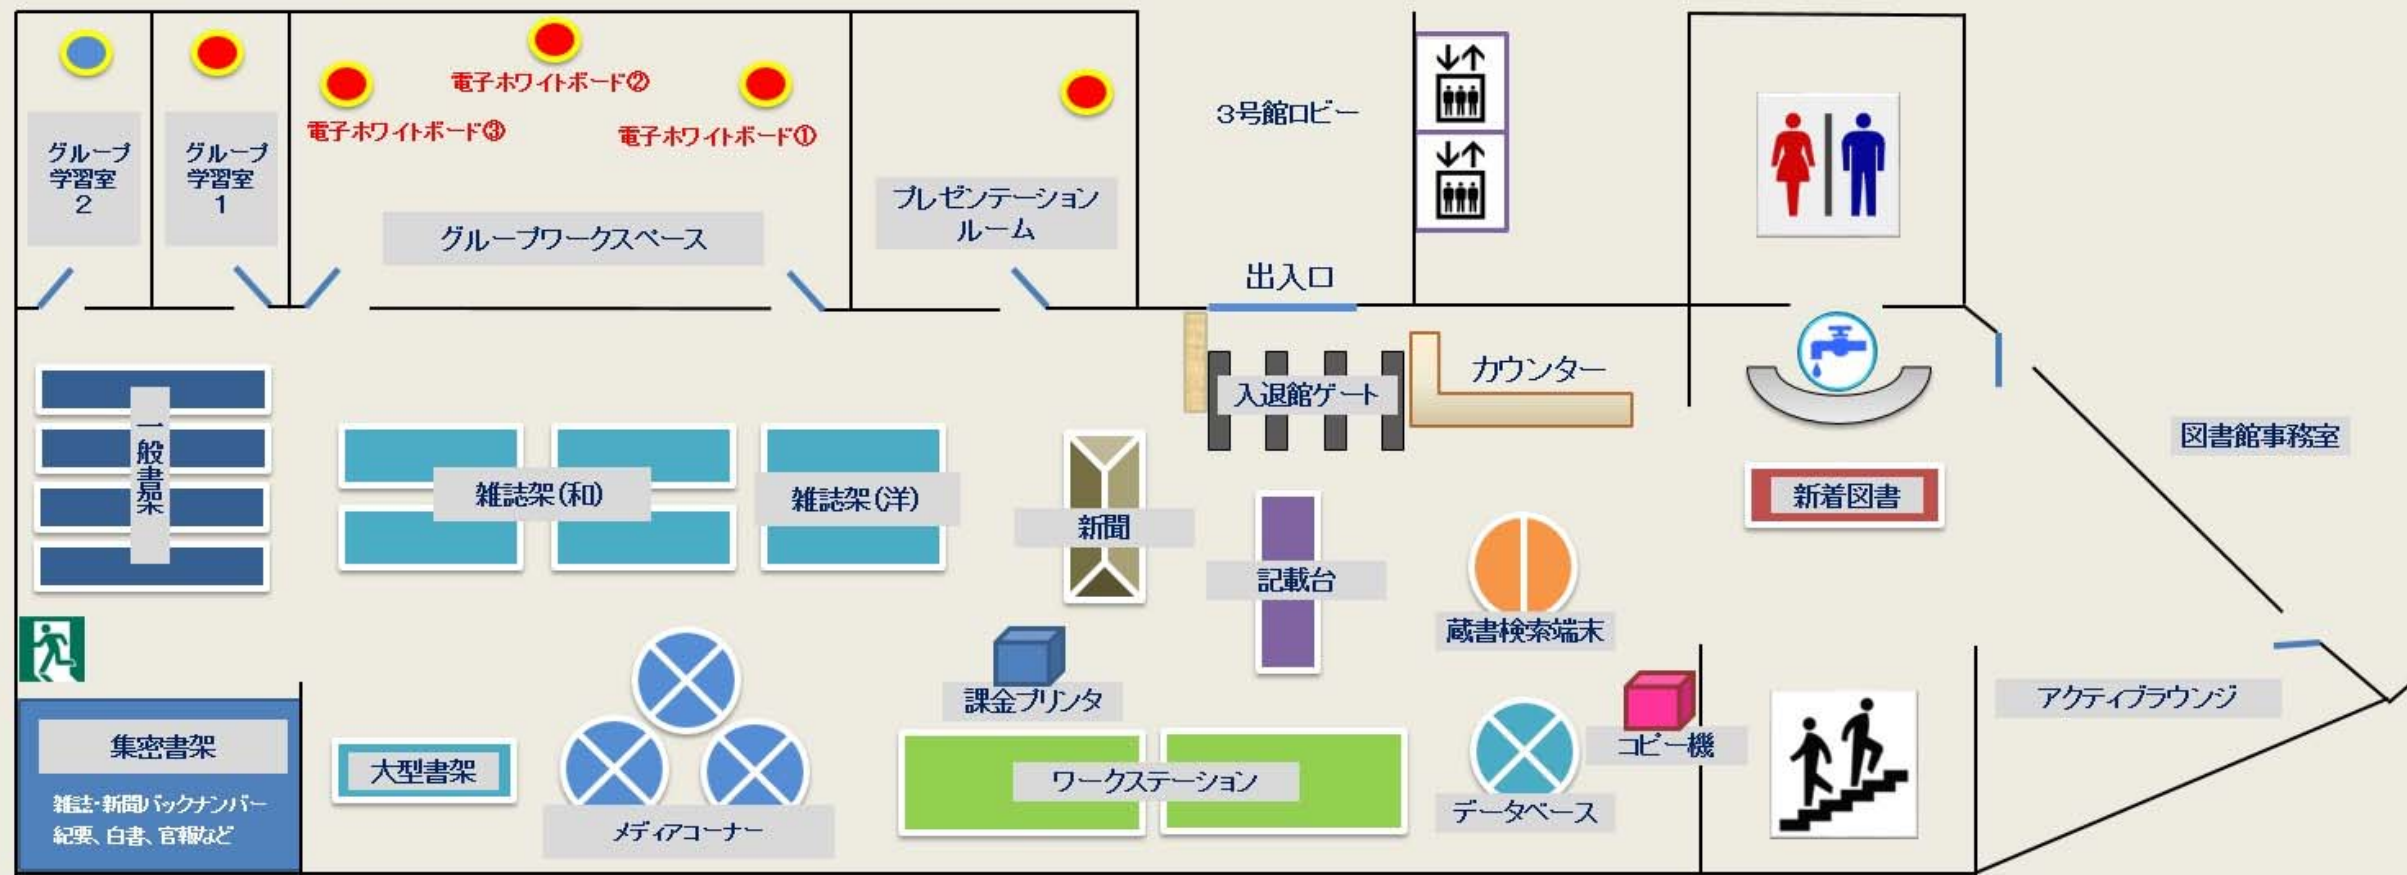 電子ホワイトボード②
電子ホワイトボード③
電子ホワイトボード①
グループ
学習室
2
グループ
学習室
1
グループワークスペース
プレゼンテーション
ルーム
3号館ロビー
出入口
入退館ゲート
カウンター
図書館事務室
一般書架
雑誌架(和)
雑誌架(洋)
新聞
記載台
新着図書
蔵書検索端末
課金プリンタ
集密書架
雑誌・新聞バックナンバー
紀要、白書、官報など
大型書架
メディアコーナー
ワークステーション
データベース
コピー機
アクティブラウンジ